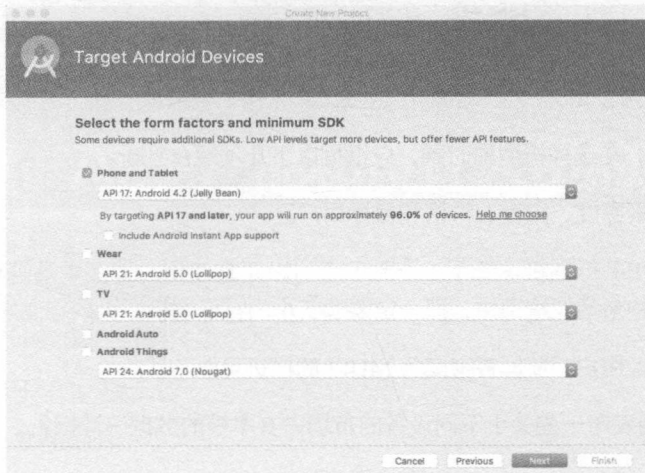 Create New Project
Target Android Devices
Select the form factors and minimum SDK
Some devices require additional SDKs. Low API levels target more devices, but offer fewer API features.
Phone and Tablet
API 17: Android 4.2 (Jelly Bean)
By targeting API 17 and later, your app will run on approximately 96.0% of devices. Help me choose
Include Android Instant App support
Wear
API 21: Android 5.0 (Lollipop)
TV
API 21: Android 5.0 (Lollipop)
Android Auto
Android Things
API 24: Android 7.0 (Nougat)
Cancel Previous Next Finish